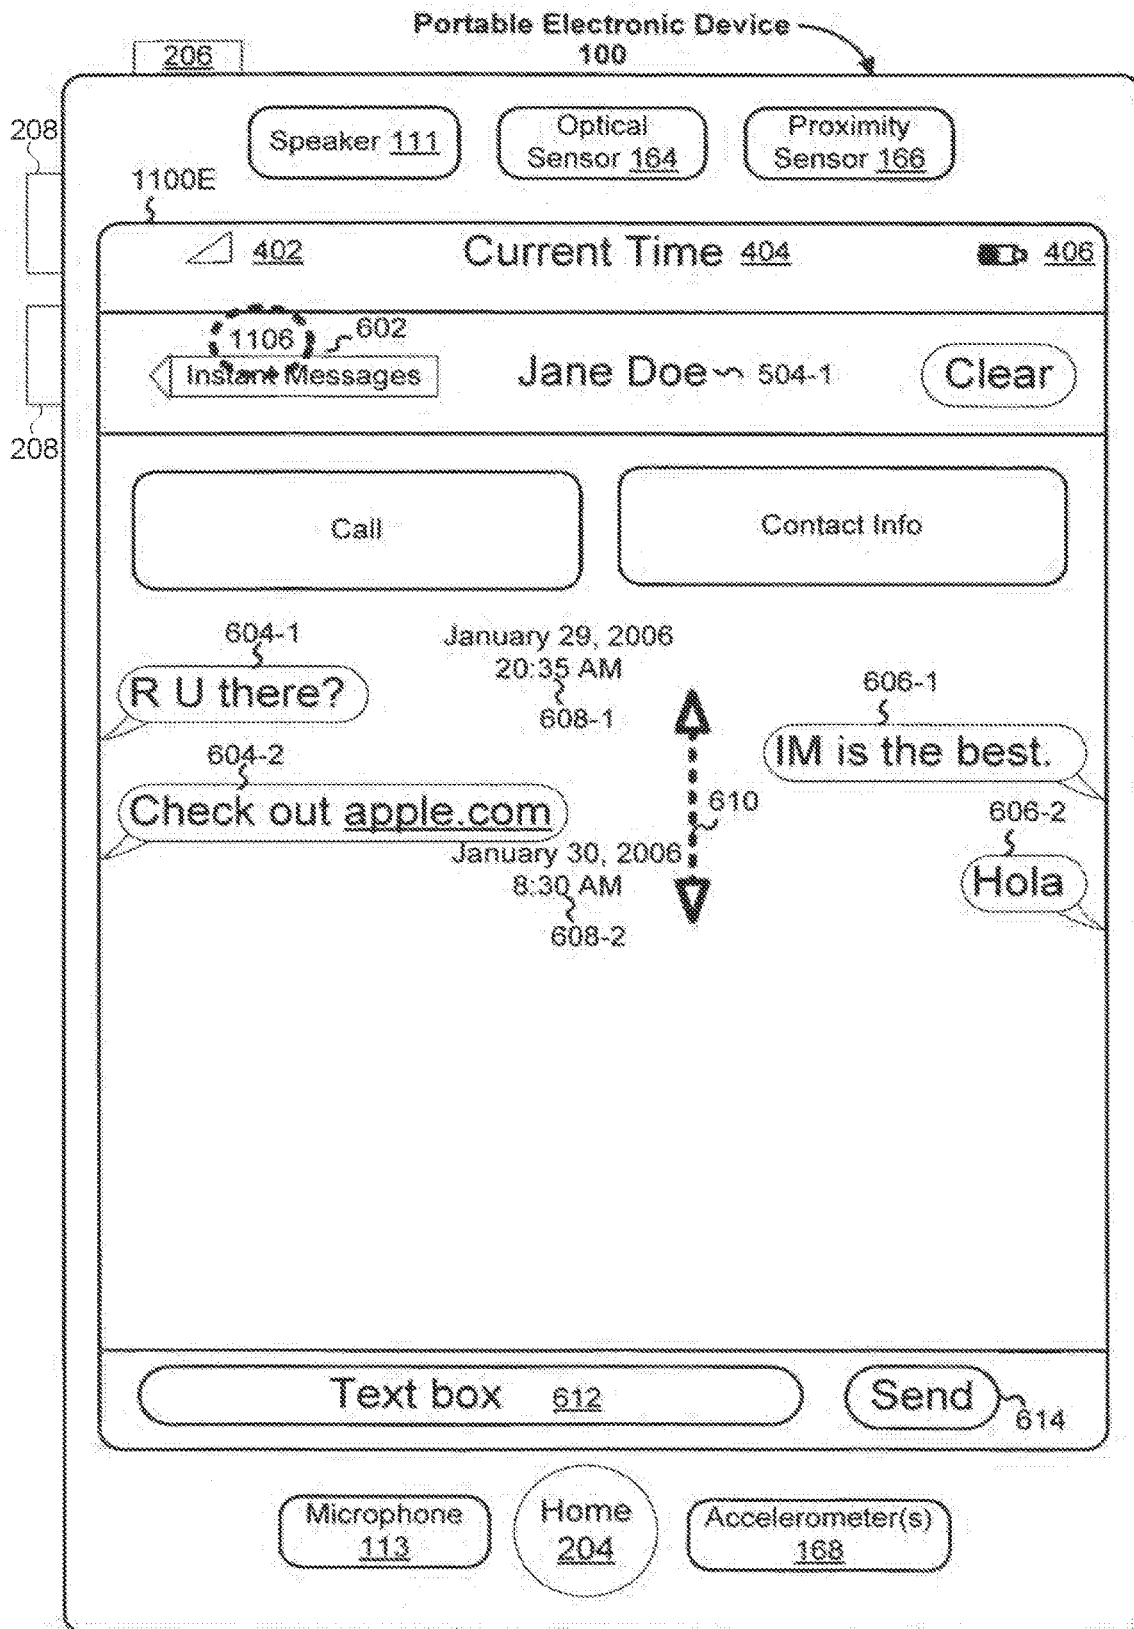 Portable Electronic Device
100
206
208
208
Speaker 111
Optical
Sensor 164
Proximity
Sensor 166
1100E
402
Current Time 404
406
1106
602
Instant Messages
Jane Doe
504-1
Clear
Call
Contact Info
604-1
January 29, 2006
20:35 AM
R U there?
608-1
606-1
IM is the best.
604-2
Check out apple.com
610
606-2
January 30, 2006
8:30 AM
Hola
608-2
Text box 612
Send
614
Microphone
113
Home
204
Accelerometer(s)
168